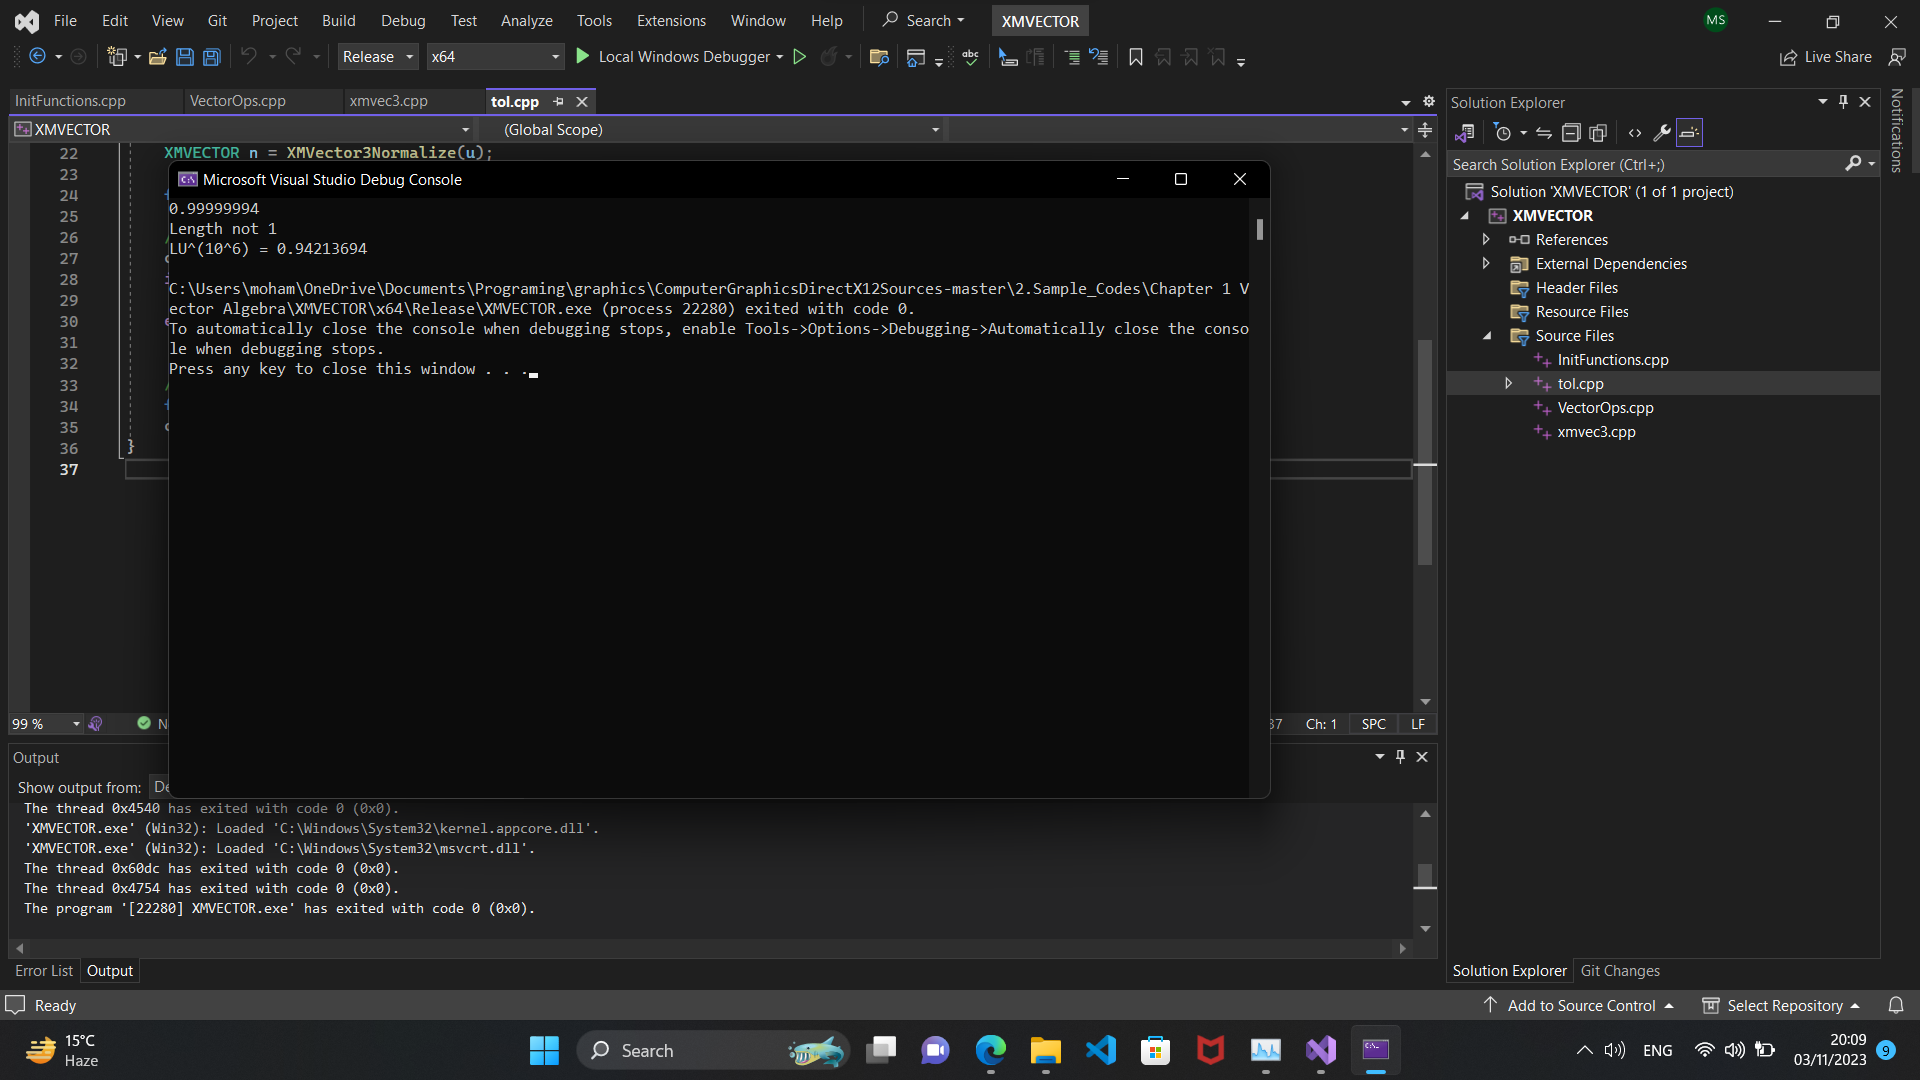 File Edit View Git Project Build Debug Test Analyze Tools Extensions Window Help Search XMVECTOR MS
Release x64 Local Windows Debugger abc Live Share
InitFunctions.cpp VectorOps.cpp xmvec3.cpp tol.cpp
XMVECTOR (Global Scope)
22 XMVECTOR n = XMVector3Normalize(u);
23
24
25
26
27
28
29
30
31
32
33
34
35
36 }
37
Microsoft Visual Studio Debug Console
0.99999994
Length not 1
LU^(10^6) = 0.94213694
C:\Users\moham\OneDrive\Documents\Programing\graphics\ComputerGraphicsDirectX12Sources-master\2.Sample_Codes\Chapter 1 V
ector Algebra\XMVECTOR\x64\Release\XMVECTOR.exe (process 22280) exited with code 0.
To automatically close the console when debugging stops, enable Tools->Options->Debugging->Automatically close the conso
le when debugging stops.
Press any key to close this window . . .
99 % N 37 Ch: 1 SPC LF
Output
Show output from: De
The thread 0x4540 has exited with code 0 (0x0).
'XMVECTOR.exe' (Win32): Loaded 'C:\Windows\System32\kernel.appcore.dll'.
'XMVECTOR.exe' (Win32): Loaded 'C:\Windows\System32\msvcrt.dll'.
The thread 0x60dc has exited with code 0 (0x0).
The thread 0x4754 has exited with code 0 (0x0).
The program '[22280] XMVECTOR.exe' has exited with code 0 (0x0).
Error List Output
Solution Explorer
Search Solution Explorer (Ctrl+;)
Solution 'XMVECTOR' (1 of 1 project)
XMVECTOR
References
External Dependencies
Header Files
Resource Files
Source Files
InitFunctions.cpp
tol.cpp
VectorOps.cpp
xmvec3.cpp
Solution Explorer Git Changes
Notifications
Ready Add to Source Control Select Repository
15°C
Haze
Search
ENG
20:09
03/11/2023
9